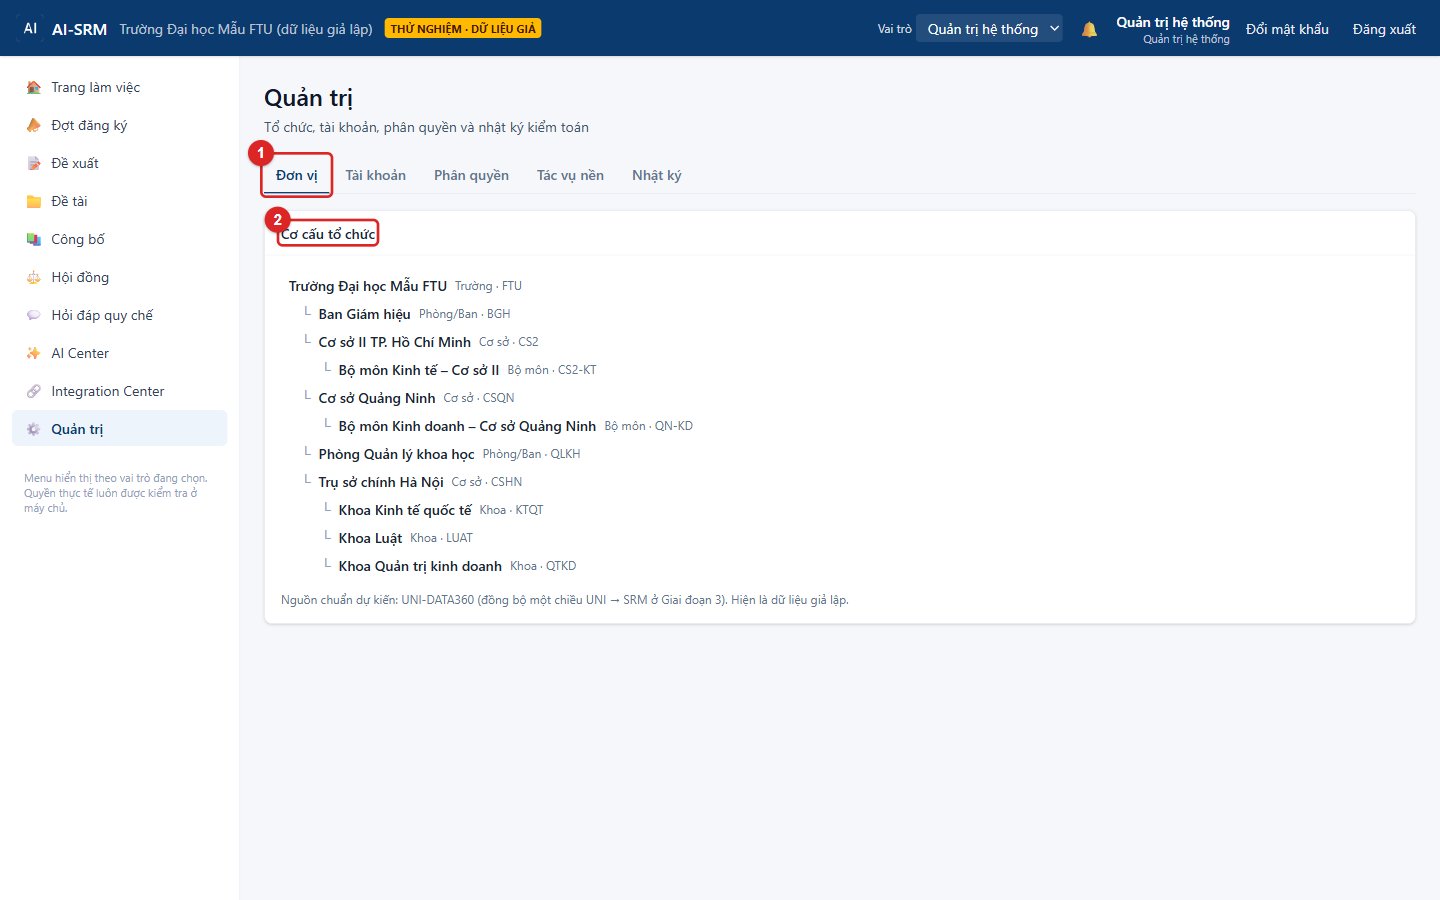 AI AI-SRM Trường Đại học Mẫu FTU (dữ liệu giả lập) THỬ NGHIỆM · DỮ LIỆU GIẢ Vai trò Quản trị hệ thống Quản trị hệ thống Đổi mật khẩu Đăng xuất
Quản trị hệ thống
Trang làm việc
Đợt đăng ký
Đề xuất
Đề tài
Công bố
Hội đồng
Hỏi đáp quy chế
AI Center
Integration Center
Quản trị
Menu hiển thị theo vai trò đang chọn.
Quyền thực tế luôn được kiểm tra ở
máy chủ.
Quản trị
Tổ chức, tài khoản, phân quyền và nhật ký kiểm toán
1
Đơn vị Tài khoản Phân quyền Tác vụ nền Nhật ký
2
Cơ cấu tổ chức
Trường Đại học Mẫu FTU Trường · FTU
└ Ban Giám hiệu Phòng/Ban · BGH
└ Cơ sở II TP. Hồ Chí Minh Cơ sở · CS2
└ Bộ môn Kinh tế – Cơ sở II Bộ môn · CS2-KT
└ Cơ sở Quảng Ninh Cơ sở · CSQN
└ Bộ môn Kinh doanh – Cơ sở Quảng Ninh Bộ môn · QN-KD
└ Phòng Quản lý khoa học Phòng/Ban · QLKH
└ Trụ sở chính Hà Nội Cơ sở · CSHN
└ Khoa Kinh tế quốc tế Khoa · KTQT
└ Khoa Luật Khoa · LUAT
└ Khoa Quản trị kinh doanh Khoa · QTKD
Nguồn chuẩn dự kiến: UNI-DATA360 (đồng bộ một chiều UNI → SRM ở Giai đoạn 3). Hiện là dữ liệu giả lập.